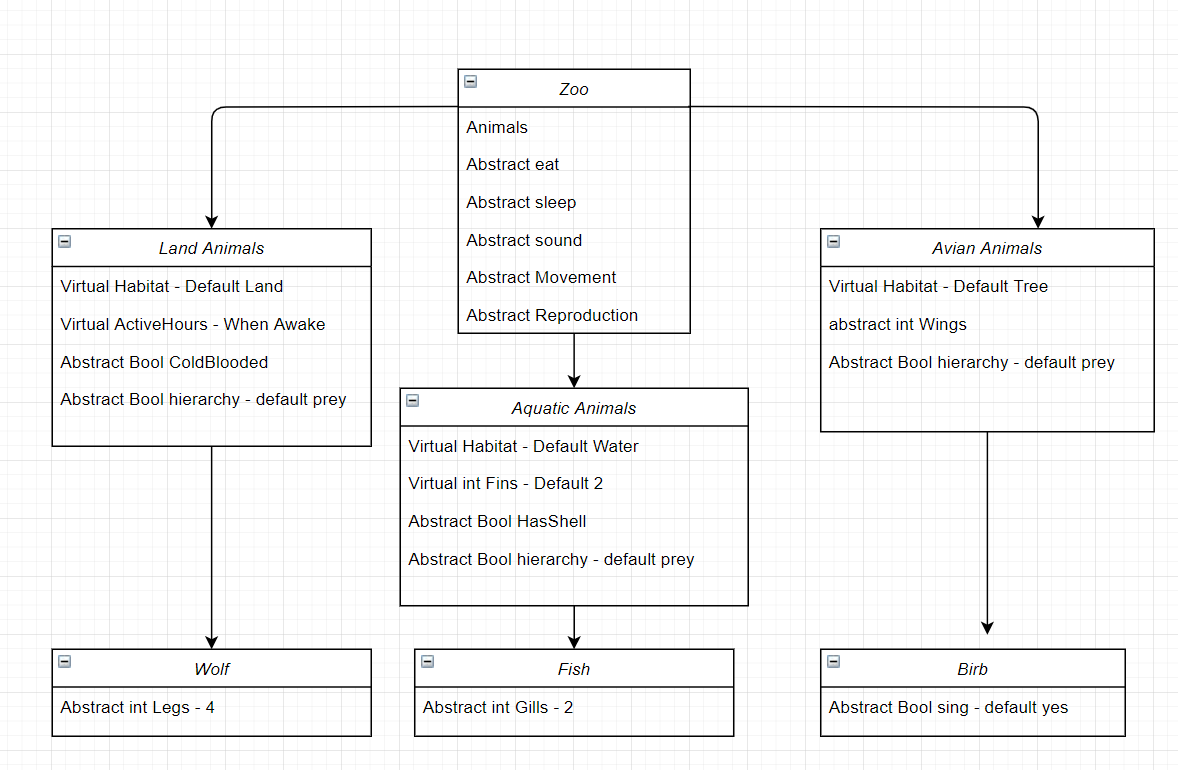 Zoo
Animals
Abstract eat
Abstract sleep
Abstract sound
Abstract Movement
Abstract Reproduction
Land Animals
Virtual Habitat - Default Land
Virtual ActiveHours - When Awake
Abstract Bool ColdBlooded
Abstract Bool hierarchy - default prey
Avian Animals
Virtual Habitat - Default Tree
abstract int Wings
Abstract Bool hierarchy - default prey
Aquatic Animals
Virtual Habitat - Default Water
Virtual int Fins - Default 2
Abstract Bool HasShell
Abstract Bool hierarchy - default prey
Wolf
Abstract int Legs - 4
Fish
Abstract int Gills - 2
Birb
Abstract Bool sing - default yes